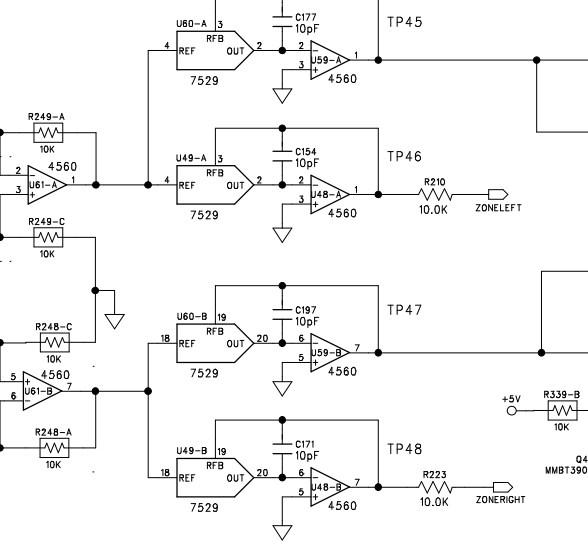 U60-A
3
C177
10pF
TP45
RFB
4
REF
OUT
2
2
U59-A
1
3
7529
4560
R249-A
10K
U49-A
3
C154
10pF
TP46
RFB
4560
2
U61-A
1
3
4
REF
OUT
2
2
U48-A
1
3
7529
4560
R210
10.0K
ZONELEFT
R249-C
10K
U60-B
19
C197
10pF
TP47
RFB
R248-C
10K
18
REF
OUT
20
6
U59-B
7
5
7529
4560
4560
5
U61-B
7
6
+5V
R339-B
10K
R248-A
10K
U49-B
19
C171
10pF
TP48
RFB
18
REF
OUT
20
6
U48-B
7
5
7529
4560
R223
10.0K
ZONERIGHT
Q4
MMBT390